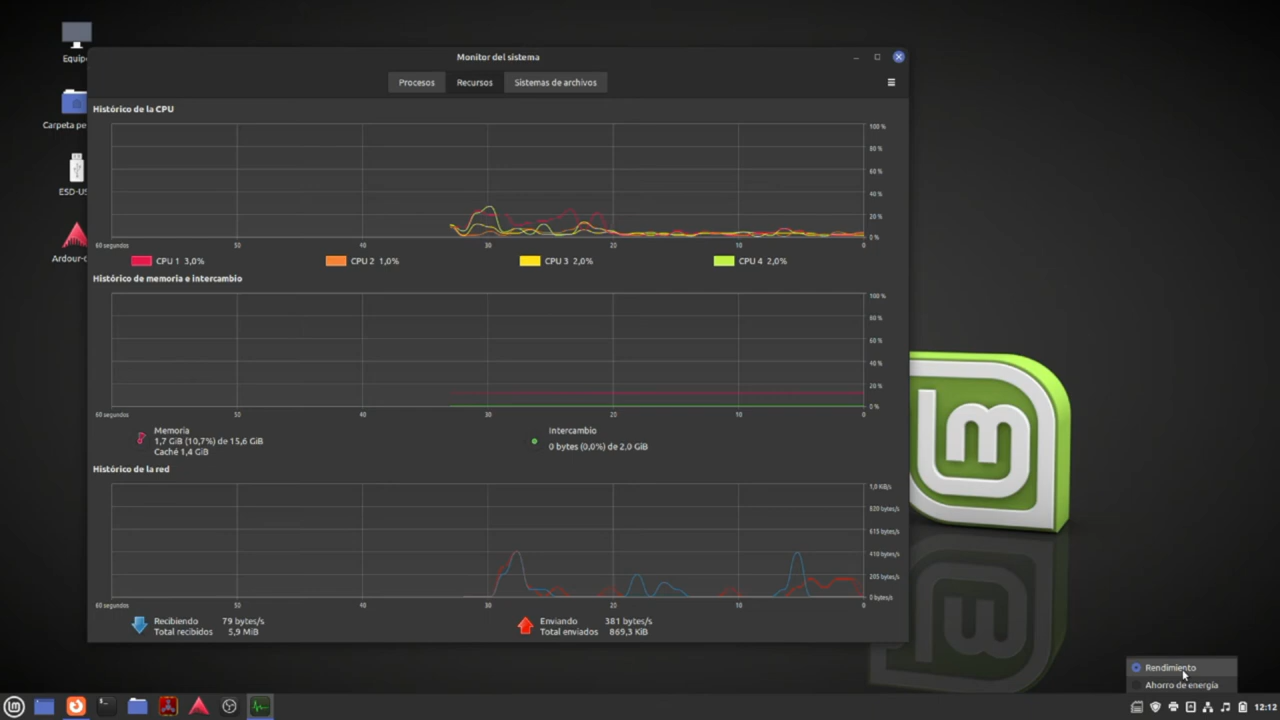 Equipo
Monitor del sistema
Procesos
Recursos
Sistemas de archivos
Carpeta pe
ESD-US
Ardour-
Histórico de la CPU
100 %
80 %
60 %
40 %
20 %
0 %
60 segundos 50 40 30 20 10 0
CPU 1 3,0% CPU 2 1,0% CPU 3 2,0% CPU 4 2,0%
Histórico de memoria e intercambio
100 %
80 %
60 %
40 %
20 %
0 %
60 segundos 50 40 30 20 10 0
Memoria
1,7 GiB (10,7%) de 15,6 GiB
Caché 1,4 GiB
Intercambio
0 bytes (0,0%) de 2,0 GiB
Histórico de la red
1,0 KiB/s
820 bytes/s
615 bytes/s
410 bytes/s
205 bytes/s
0 bytes/s
60 segundos 50 40 30 20 10 0
Recibiendo 79 bytes/s
Total recibidos 5,9 MiB
Enviando 381 bytes/s
Total enviados 869,3 KiB
Rendimiento
Ahorro de energía
12:12